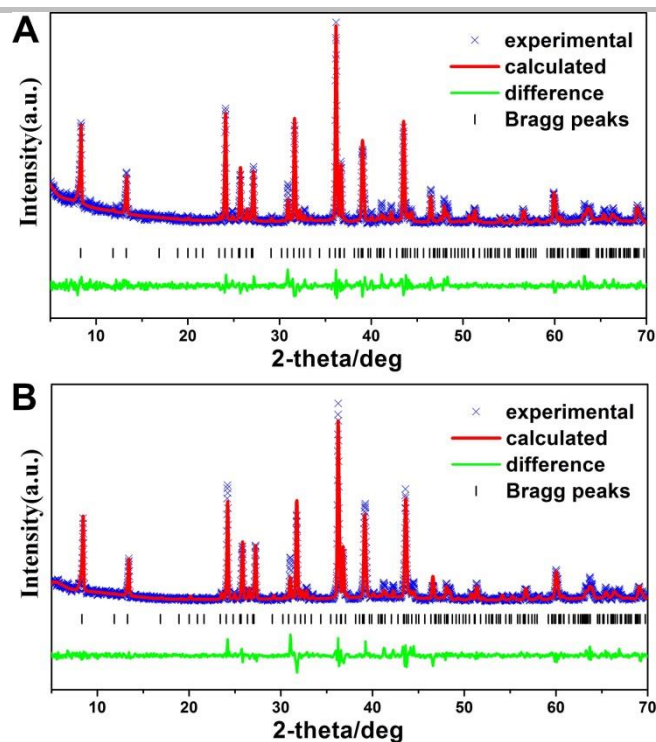 A
experimental
calculated
difference
Bragg peaks
Intensity(a.u.)
10 20 30 40 50 60 70
2-theta/deg
B
experimental
calculated
difference
Bragg peaks
Intensity(a.u.)
10 20 30 40 50 60 70
2-theta/deg